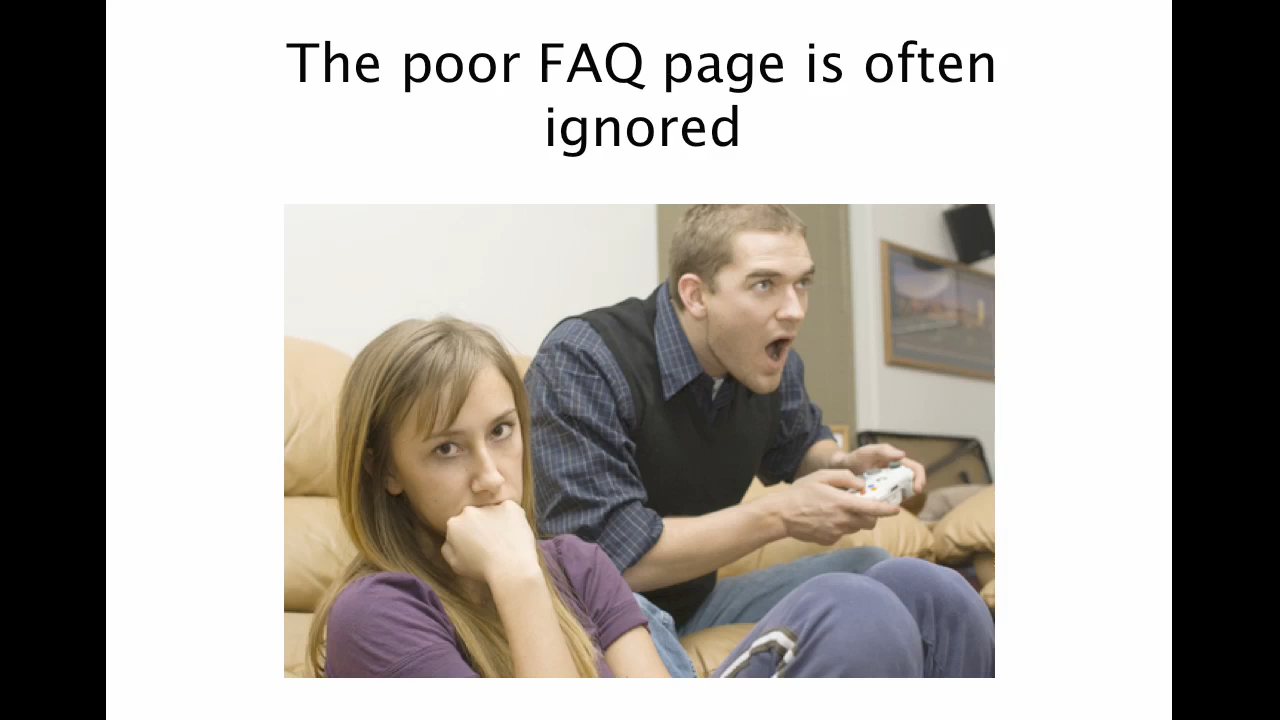 The poor FAQ page is often
ignored